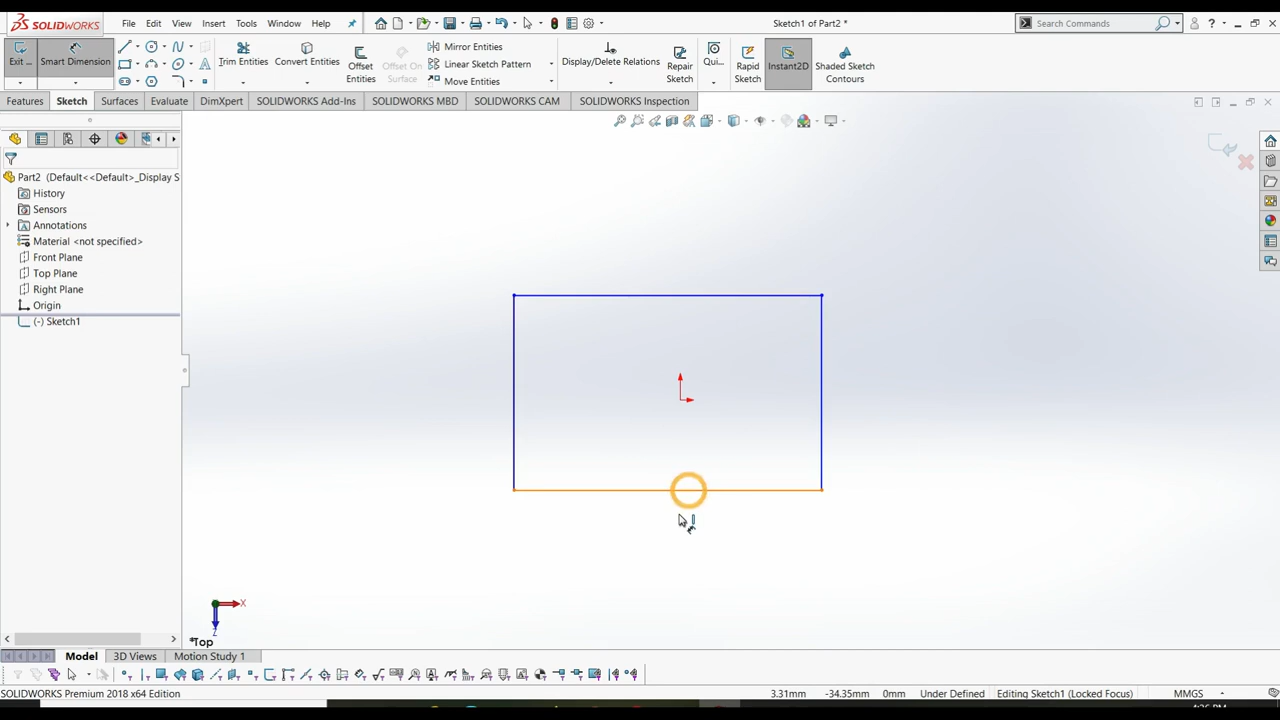 SOLIDWORKS
File Edit View Insert Tools Window Help
Sketch1 of Part2 *
Search Commands
Exit ...
Smart Dimension
Trim Entities
Convert Entities
Offset Entities
Offset On Surface
Mirror Entities
Linear Sketch Pattern
Move Entities
Display/Delete Relations
Repair Sketch
Qui...
Rapid Sketch
Instant2D
Shaded Sketch Contours
Features Sketch Surfaces Evaluate DimXpert SOLIDWORKS Add-Ins SOLIDWORKS MBD SOLIDWORKS CAM SOLIDWORKS Inspection
Part2 (Default<<Default>_Display S
History
Sensors
Annotations
Material <not specified>
Front Plane
Top Plane
Right Plane
Origin
(-) Sketch1
X
Z
*Top
Model 3D Views Motion Study 1
SOLIDWORKS Premium 2018 x64 Edition 3.31mm -34.35mm 0mm Under Defined Editing Sketch1 (Locked Focus) MMGS